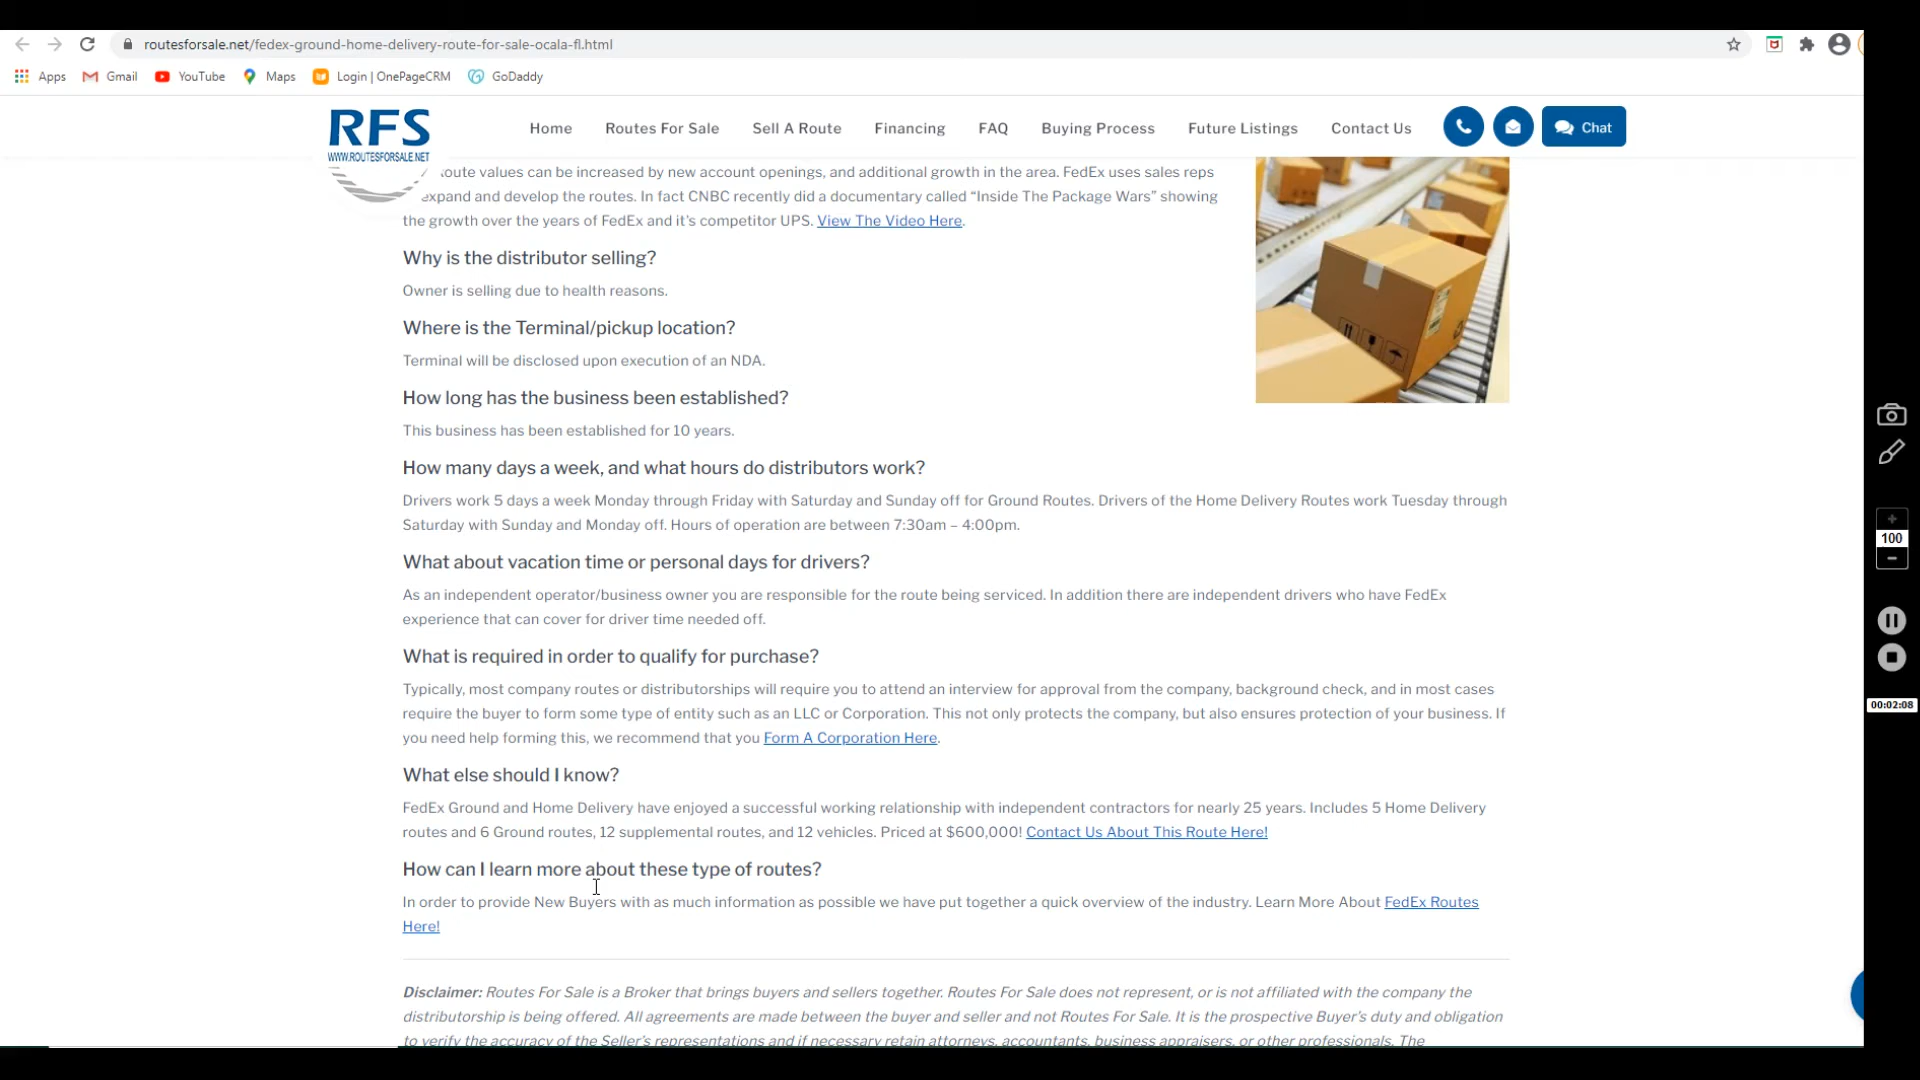 routesforsale.net/fedex-ground-home-delivery-route-for-sale-ocala-fl.html
Apps Gmail YouTube Maps Login | OnePageCRM GoDaddy
RFS
WWW.ROUTESFORSALE.NET
Home Routes For Sale Sell A Route Financing FAQ Buying Process Future Listings Contact Us Chat
route values can be increased by new account openings, and additional growth in the area. FedEx uses sales reps
expand and develop the routes. In fact CNBC recently did a documentary called “Inside The Package Wars” showing
the growth over the years of FedEx and it’s competitor UPS. View The Video Here.
Why is the distributor selling?
Owner is selling due to health reasons.
Where is the Terminal/pickup location?
Terminal will be disclosed upon execution of an NDA.
How long has the business been established?
This business has been established for 10 years.
How many days a week, and what hours do distributors work?
Drivers work 5 days a week Monday through Friday with Saturday and Sunday off for Ground Routes. Drivers of the Home Delivery Routes work Tuesday through
Saturday with Sunday and Monday off. Hours of operation are between 7:30am – 4:00pm.
What about vacation time or personal days for drivers?
As an independent operator/business owner you are responsible for the route being serviced. In addition there are independent drivers who have FedEx
experience that can cover for driver time needed off.
What is required in order to qualify for purchase?
Typically, most company routes or distributorships will require you to attend an interview for approval from the company, background check, and in most cases
require the buyer to form some type of entity such as an LLC or Corporation. This not only protects the company, but also ensures protection of your business. If
you need help forming this, we recommend that you Form A Corporation Here.
What else should I know?
FedEx Ground and Home Delivery have enjoyed a successful working relationship with independent contractors for nearly 25 years. Includes 5 Home Delivery
routes and 6 Ground routes, 12 supplemental routes, and 12 vehicles. Priced at $600,000! Contact Us About This Route Here!
How can I learn more about these type of routes?
In order to provide New Buyers with as much information as possible we have put together a quick overview of the industry. Learn More About FedEx Routes
Here!
Disclaimer: Routes For Sale is a Broker that brings buyers and sellers together. Routes For Sale does not represent, or is not affiliated with the company the
distributorship is being offered. All agreements are made between the buyer and seller and not Routes For Sale. It is the prospective Buyer’s duty and obligation
to verify the accuracy of the Seller’s representations and if necessary retain attorneys, accountants, business appraisers, or other professionals. The
100
00:02:08